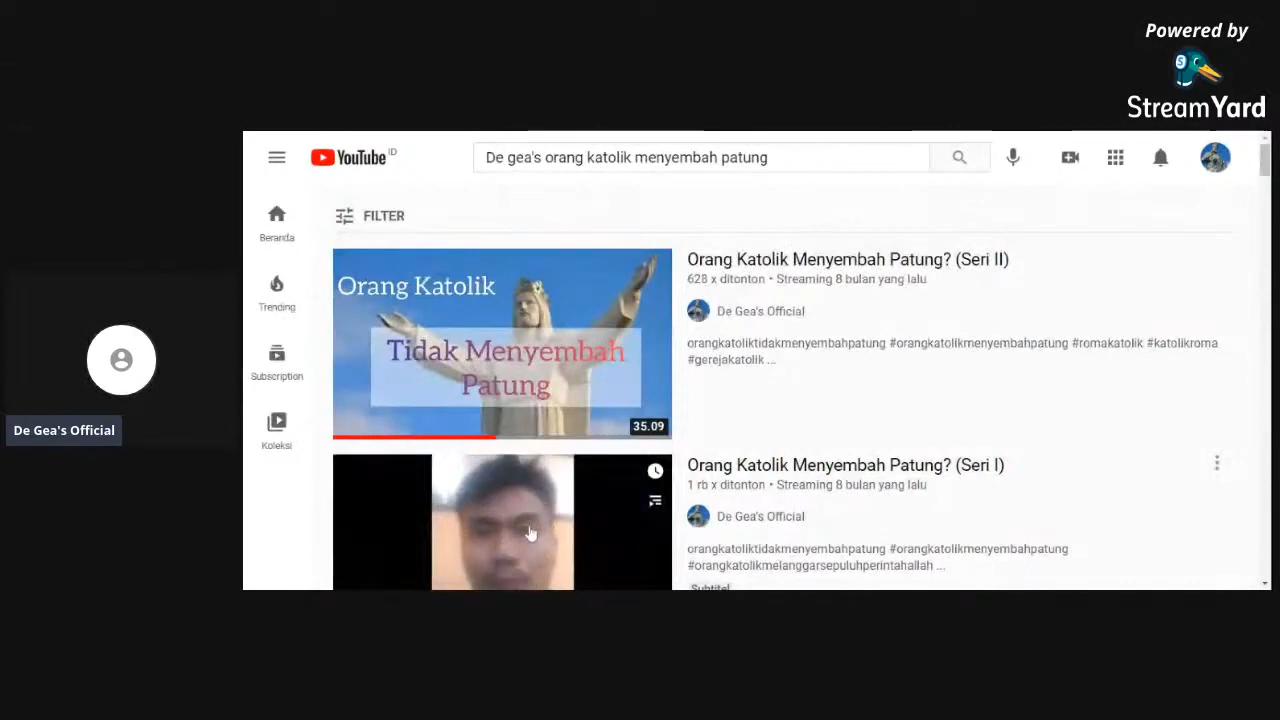 Powered by
StreamYard
YouTube ID
De gea's orang katolik menyembah patung
FILTER
Beranda
Trending
Subscription
Koleksi
Orang Katolik
Tidak Menyembah
Patung
35.09
Orang Katolik Menyembah Patung? (Seri II)
628 x ditonton • Streaming 8 bulan yang lalu
De Gea's Official
orangkatoliktidakmenyembahpatung #orangkatolikmenyembahpatung #romakatolik #katolikroma
#gerejakatolik ...
Orang Katolik Menyembah Patung? (Seri I)
1 rb x ditonton • Streaming 8 bulan yang lalu
De Gea's Official
orangkatoliktidakmenyembahpatung #orangkatolikmenyembahpatung
#orangkatolikmelanggarsepuluhperintahallah ...
Subtitel
De Gea's Official